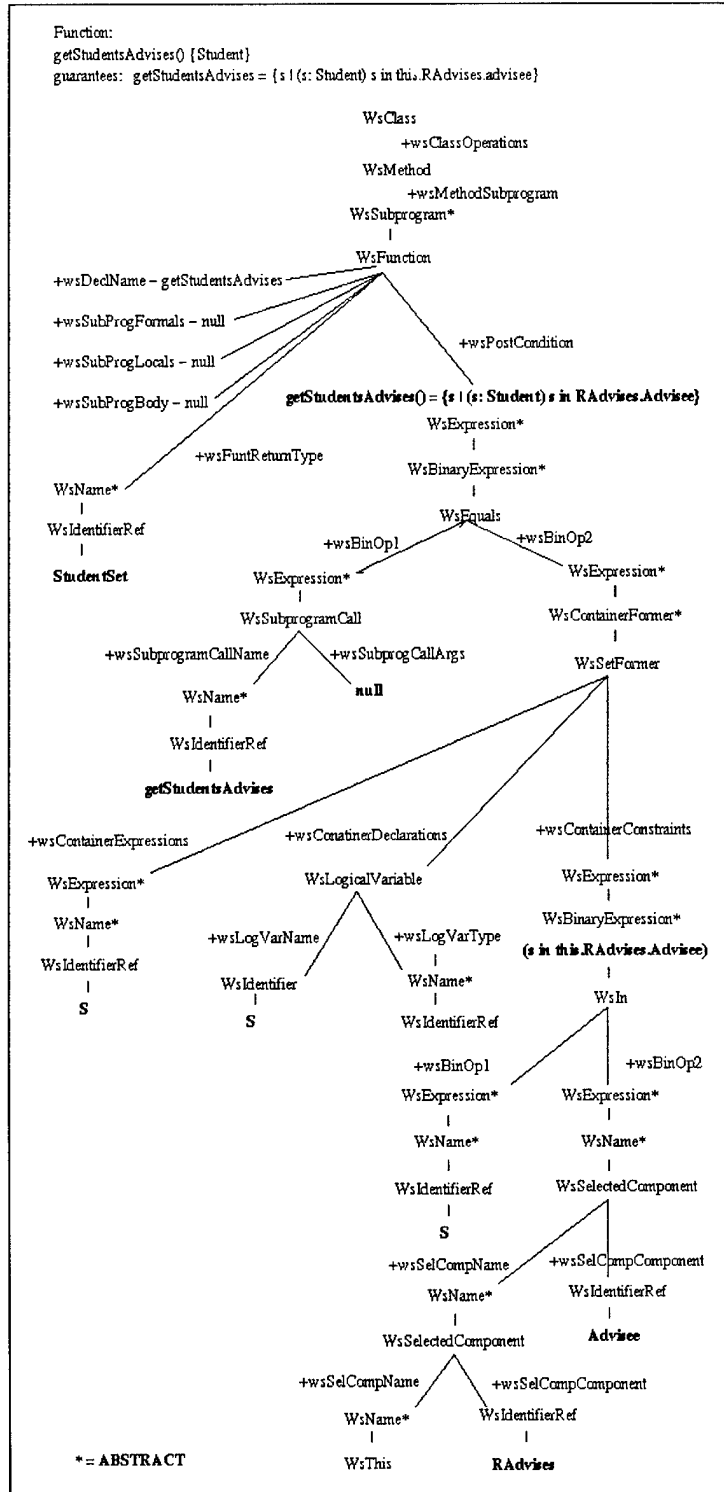 Function:
getStudentsAdvises() {Student}
guarantees: getStudentsAdvises = {s | (s: Student) s in this.RAdvises.advisee}
WsClass
+wsClassOperations
WsMethod
+wsMethodSubprogram
WsSubprogram*
WsFunction
+wsDeclName – getStudentsAdvises
+wsSubProgFormals – null
+wsPostCondition
+wsSubProgLocals – null
+wsSubProgBody – null
getStudentsAdvises() = {s | (s: Student) s in RAdvises.Advisee}
WsExpression*
+wsFuntReturnType
WsBinaryExpression*
WsName*
WsEquals
WsIdentifierRef
+wsBinOp1
+wsBinOp2
StudentSet
WsExpression*
WsExpression*
WsSubprogramCall
WsContainerFormer*
+wsSubprogramCallName
+wsSubprogCallArgs
WsSetFormer
WsName*
null
WsIdentifierRef
getStudentsAdvises
+wsContainerExpressions
+wsConatinerDeclarations
+wsContainerConstraints
WsExpression*
WsLogicalVariable
WsExpression*
WsName*
WsBinaryExpression*
+wsLogVarName
+wsLogVarType
(s in this.RAdvises.Advisee)
WsIdentifierRef
WsIdentifier
WsName*
S
S
WsIdentifierRef
WsIn
+wsBinOp1
+wsBinOp2
WsExpression*
WsExpression*
WsName*
WsName*
WsIdentifierRef
WsSelectedComponent
S
+wsSelCompName
+wsSelCompComponent
WsName*
WsIdentifierRef
WsSelectedComponent
Advisee
+wsSelCompName
+wsSelCompComponent
WsName*
WsIdentifierRef
* = ABSTRACT
WsThis
RAdvises